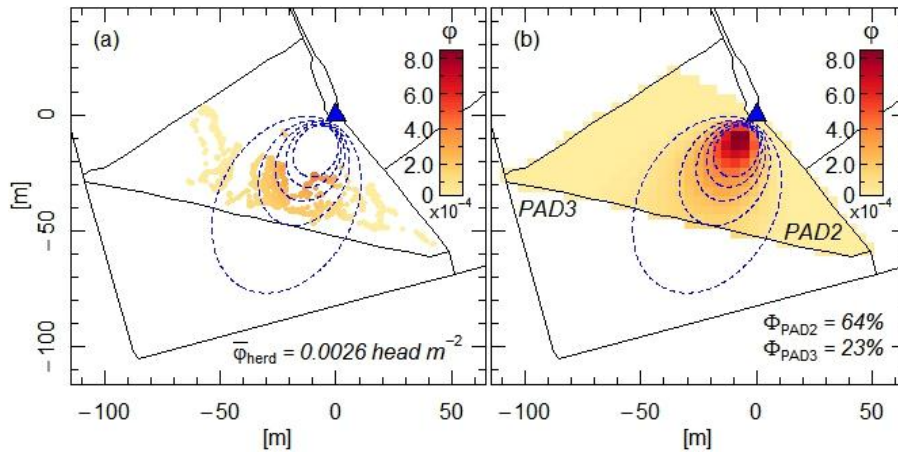 (a)
φ
8.0
6.0
4.0
2.0
0
x10⁻⁴
0
−50
−100
[m]
φ̅herd = 0.0026 head m⁻²
−100
−50
0
50
[m]
(b)
φ
8.0
6.0
4.0
2.0
0
x10⁻⁴
PAD3
PAD2
ΦPAD2 = 64%
ΦPAD3 = 23%
−100
−50
0
50
[m]